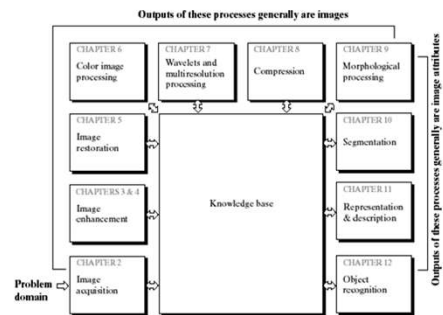 Outputs of these processes generally are images
CHAPTER 6
Color image
processing
CHAPTER 7
Wavelets and
multiresolution
processing
CHAPTER 8
Compression
CHAPTER 9
Morphological
processing
CHAPTER 5
Image
restoration
CHAPTERS 3 & 4
Image
enhancement
CHAPTER 2
Image
acquisition
Problem
domain
Knowledge base
CHAPTER 10
Segmentation
CHAPTER 11
Representation
& description
CHAPTER 12
Object
recognition
Outputs of these processes generally are image attributes